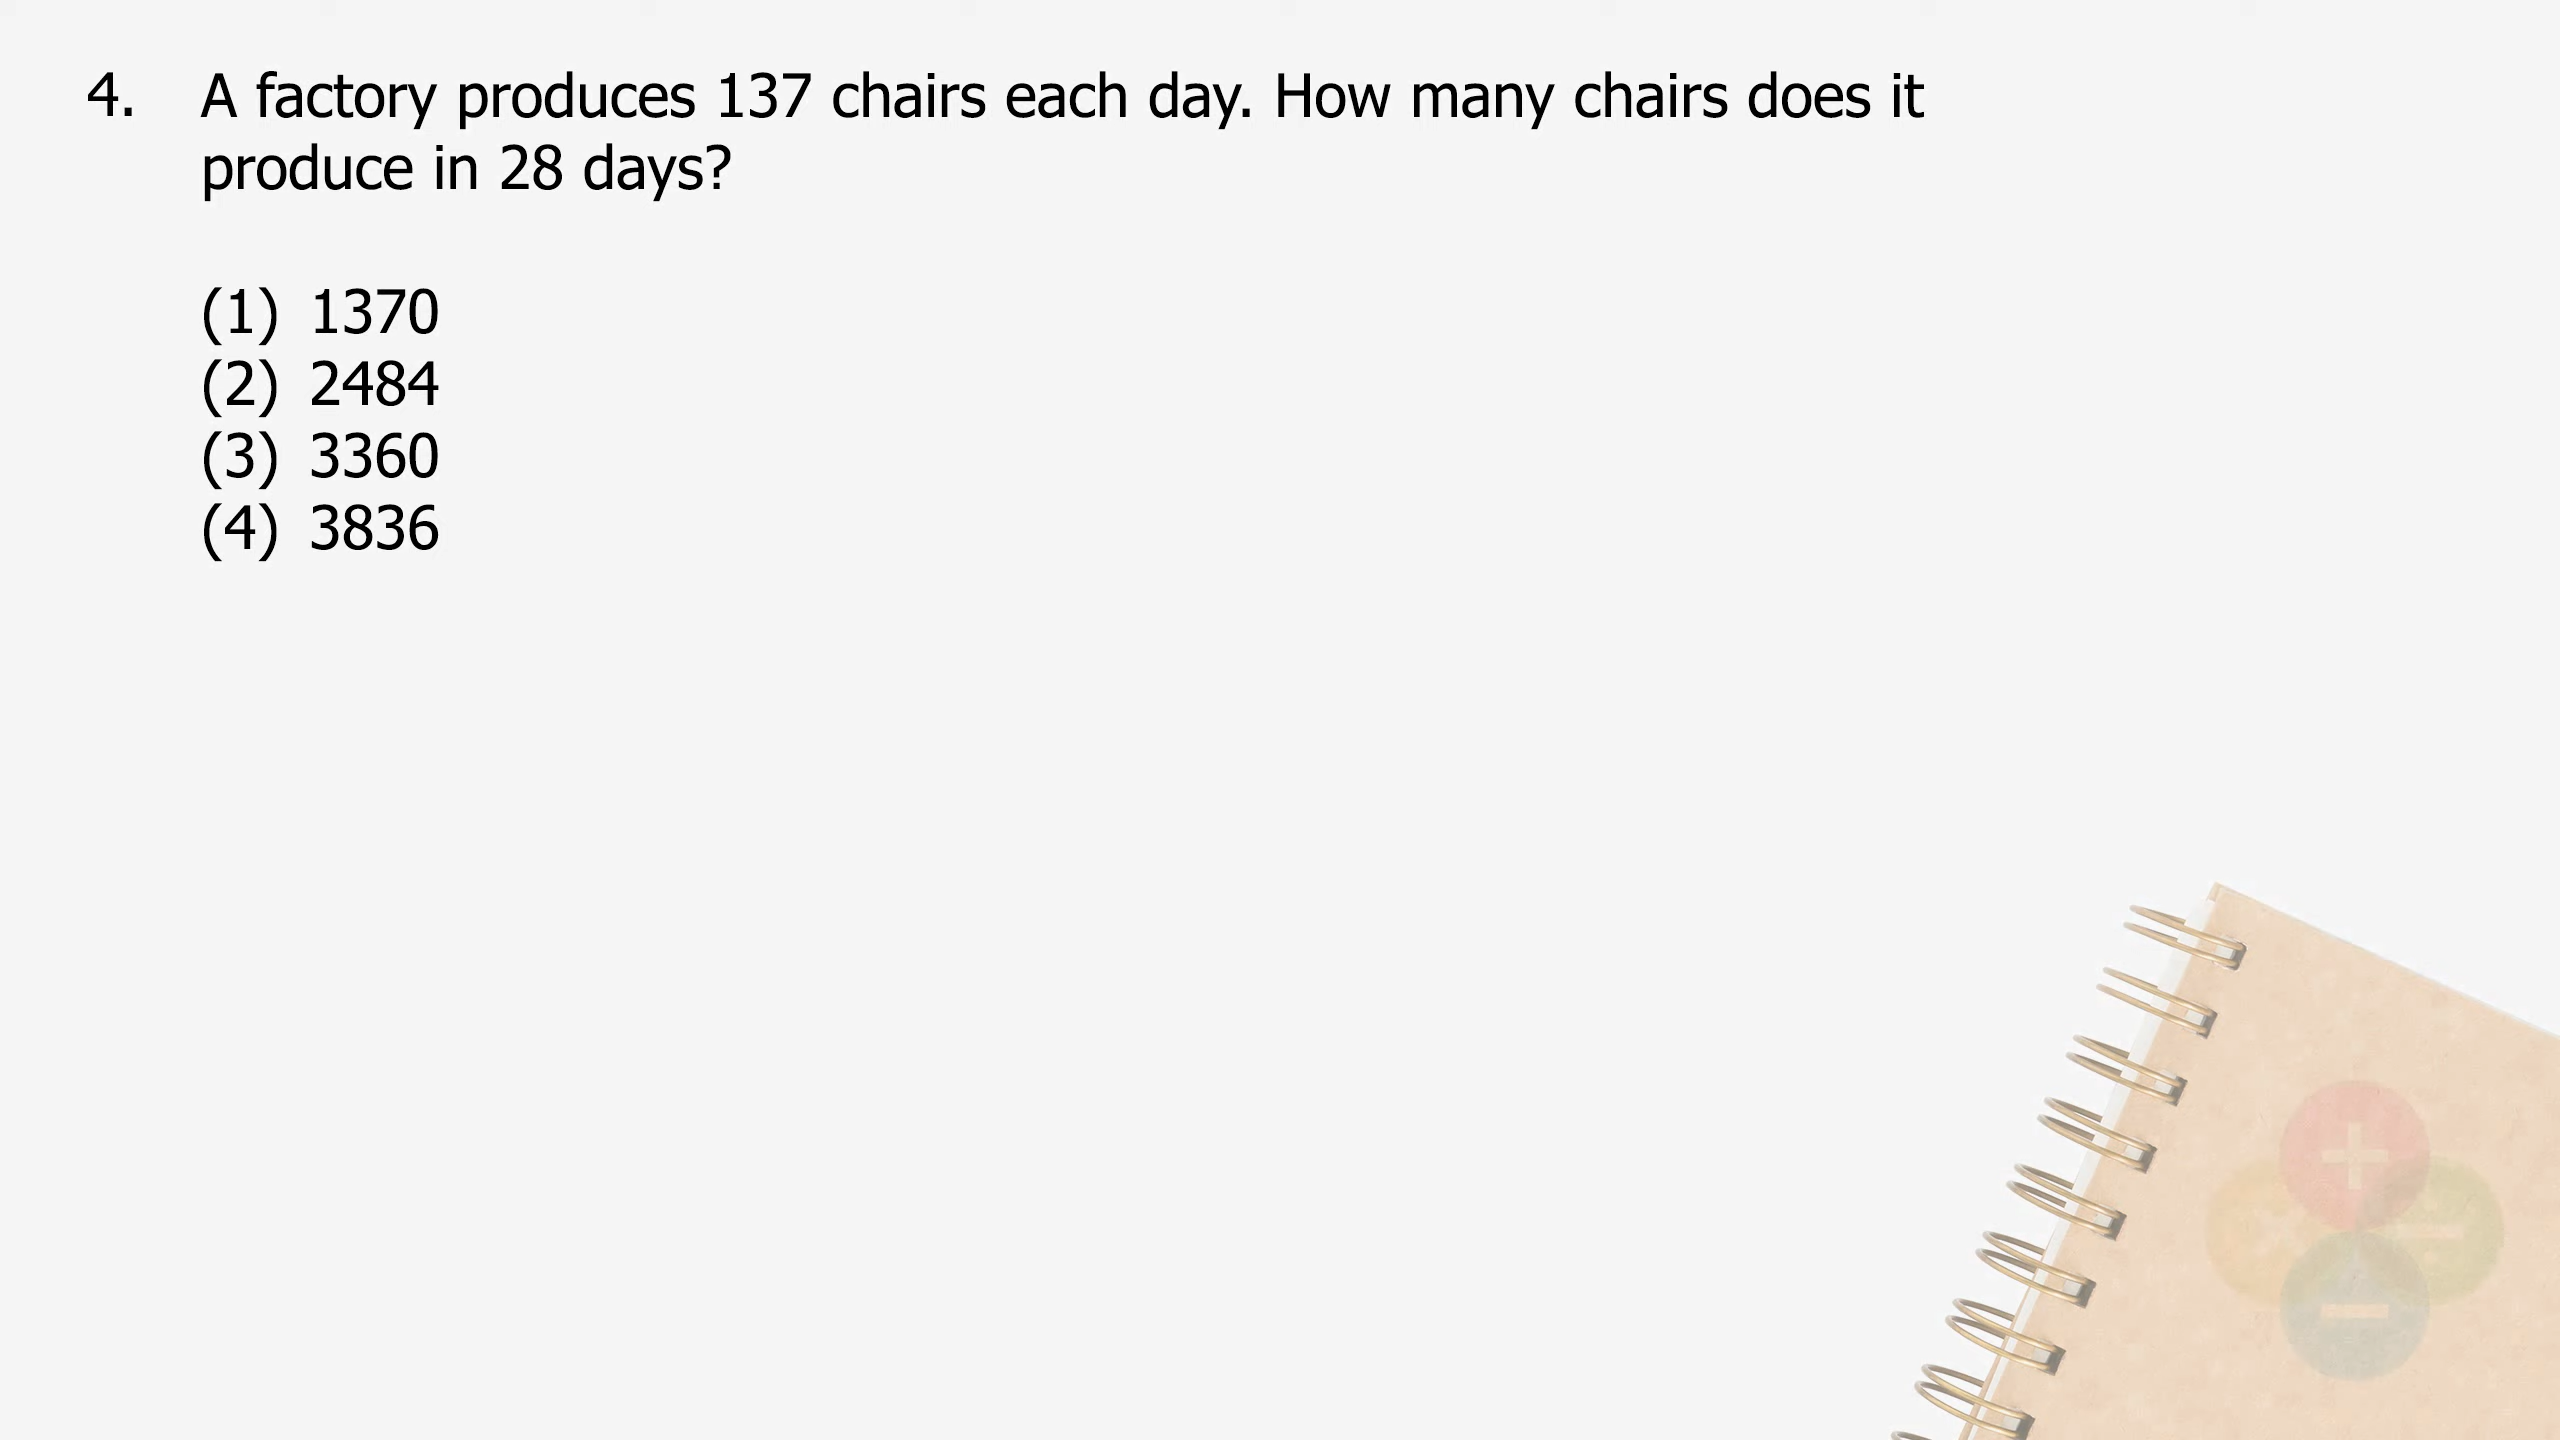 4. A factory produces 137 chairs each day. How many chairs does it
produce in 28 days?
(1) 1370
(2) 2484
(3) 3360
(4) 3836